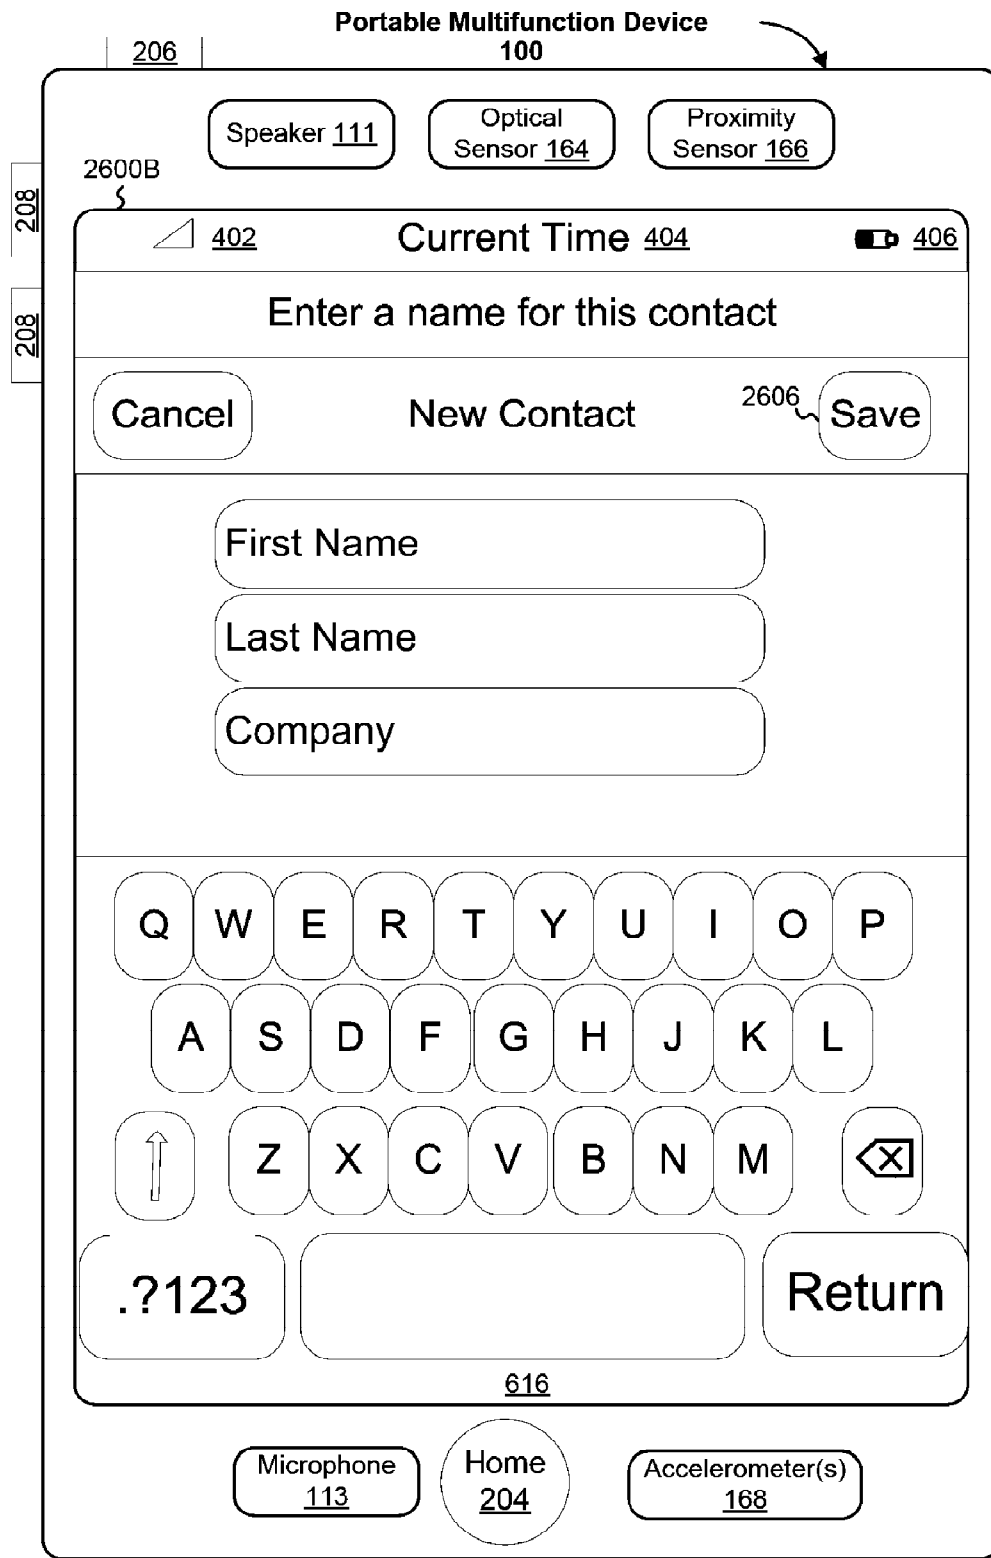 Portable Multifunction Device
100
206
Speaker 111
Optical
Sensor 164
Proximity
Sensor 166
2600B
208
208
402
Current Time 404
406
Enter a name for this contact
Cancel
New Contact
2606
Save
First Name
Last Name
Company
Q W E R T Y U I O P
A S D F G H J K L
Z X C V B N M
.?123
Return
616
Microphone
113
Home
204
Accelerometer(s)
168